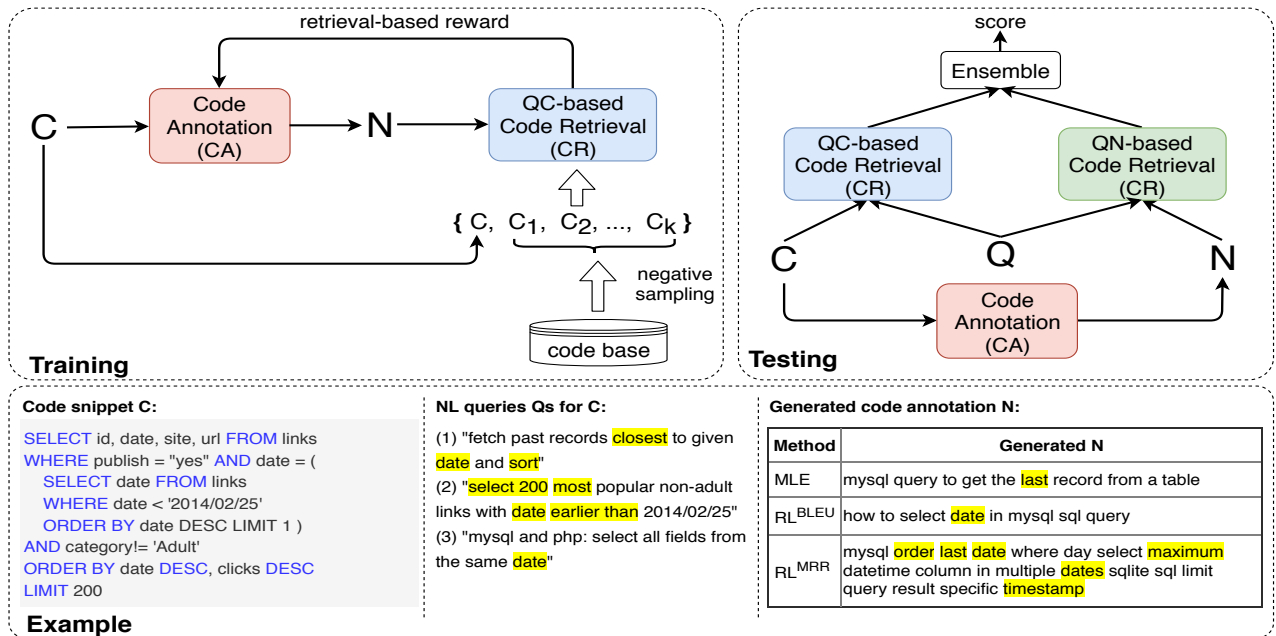 retrieval-based reward
Code
Annotation
(CA)
C
N
QC-based
Code Retrieval
(CR)
{ C, C1, C2, ..., Ck }
negative
sampling
code base
Training
score
Ensemble
QC-based
Code Retrieval
(CR)
QN-based
Code Retrieval
(CR)
C
Q
N
Code
Annotation
(CA)
Testing
Code snippet C:
SELECT id, date, site, url FROM links
WHERE publish = "yes" AND date = (
SELECT date FROM links
WHERE date < '2014/02/25'
ORDER BY date DESC LIMIT 1 )
AND category!= 'Adult'
ORDER BY date DESC, clicks DESC
LIMIT 200
NL queries Qs for C:
(1) "fetch past records closest to given
date and sort"
(2) "select 200 most popular non-adult
links with date earlier than 2014/02/25"
(3) "mysql and php: select all fields from
the same date"
Generated code annotation N:
Method Generated N
MLE mysql query to get the last record from a table
RL^BLEU how to select date in mysql sql query
RL^MRR mysql order last date where day select maximum
datetime column in multiple dates sqlite sql limit
query result specific timestamp
Example